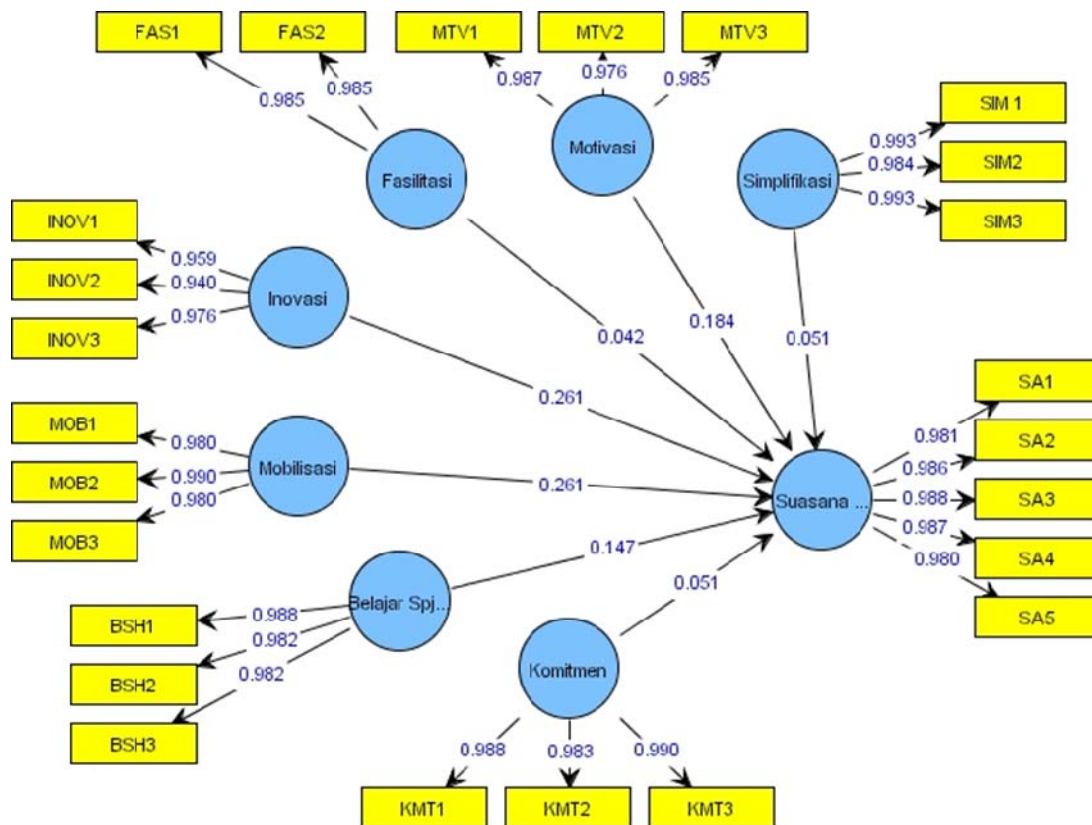 FAS1
FAS2
MTV1
MTV2
MTV3
0.985
0.985
0.987
0.976
0.985
Fasilitasi
Motivasi
Simplifikasi
SIM 1
SIM2
SIM3
0.993
0.984
0.993
INOV1
INOV2
INOV3
0.959
0.940
0.976
Inovasi
0.042
0.184
0.051
0.261
MOB1
MOB2
MOB3
0.980
0.990
0.980
Mobilisasi
0.261
Suasana ...
0.981
0.986
0.988
0.987
0.980
SA1
SA2
SA3
SA4
SA5
BSH1
BSH2
BSH3
0.988
0.982
0.982
Belajar Spj...
0.147
0.051
Komitmen
0.988
0.983
0.990
KMT1
KMT2
KMT3